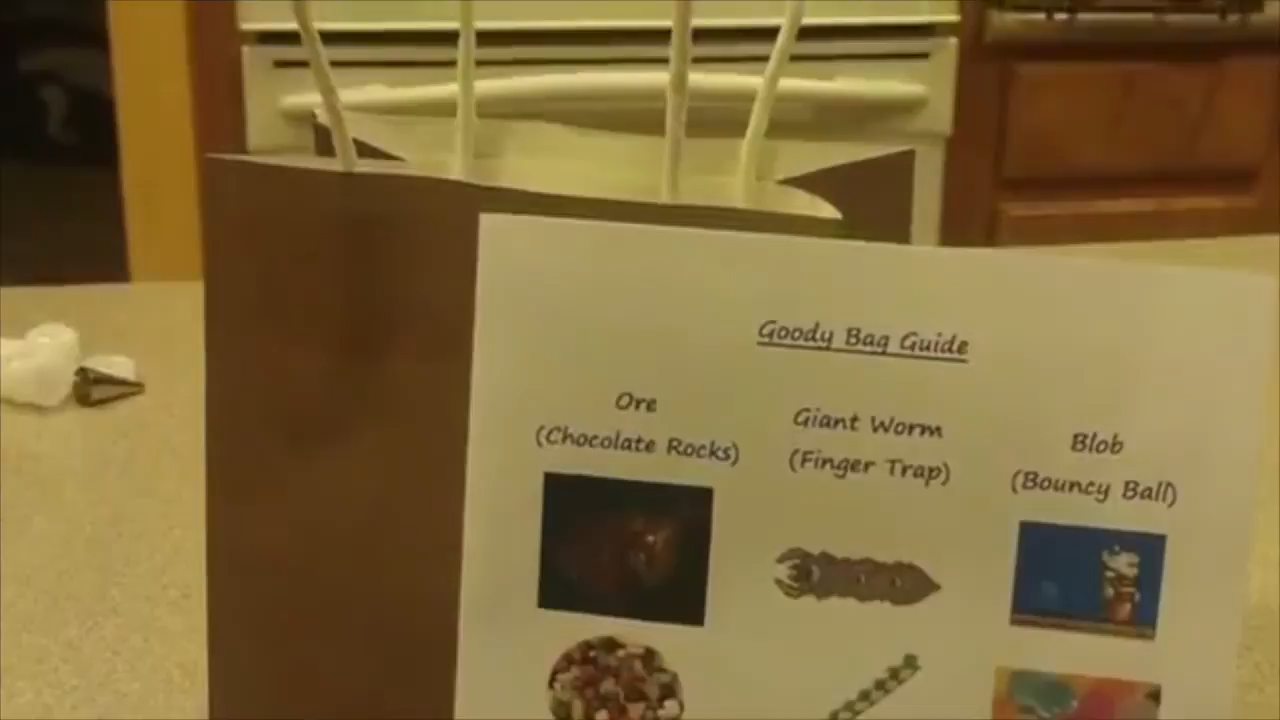 Goody Bag Guide
Ore
(Chocolate Rocks)
Giant Worm
(Finger Trap)
Blob
(Bouncy Ball)